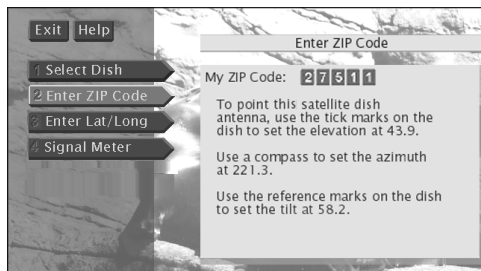 Exit Help
Enter ZIP Code
1 Select Dish
2 Enter ZIP Code
3 Enter Lat/Long
4 Signal Meter
My ZIP Code: 27511
To point this satellite dish
antenna, use the tick marks on the
dish to set the elevation at 43.9.
Use a compass to set the azimuth
at 221.3.
Use the reference marks on the dish
to set the tilt at 58.2.